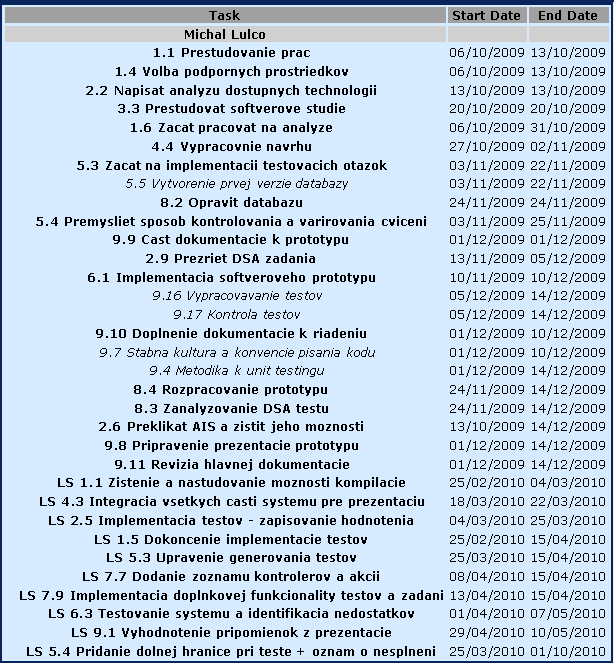 Task Start Date End Date
Michal Lulco
1.1 Prestudovanie prac 06/10/2009 13/10/2009
1.4 Volba podpornych prostriedkov 06/10/2009 13/10/2009
2.2 Napisat analyzu dostupnych technologii 13/10/2009 13/10/2009
3.3 Prestudovat softverove studie 20/10/2009 20/10/2009
1.6 Zacat pracovat na analyze 06/10/2009 31/10/2009
4.4 Vypracovnie navrhu 27/10/2009 02/11/2009
5.3 Zacat na implementacii testovacich otazok 03/11/2009 22/11/2009
5.5 Vytvorenie prvej verzie databazy 03/11/2009 22/11/2009
8.2 Opravit databazu 24/11/2009 24/11/2009
5.4 Premysliet sposob kontrolovania a varirovania cviceni 03/11/2009 25/11/2009
9.9 Cast dokumentacie k prototypu 01/12/2009 01/12/2009
2.9 Prezriet DSA zadania 13/11/2009 05/12/2009
6.1 Implementacia softveroveho prototypu 10/11/2009 10/12/2009
9.16 Vypracovavanie testov 05/12/2009 14/12/2009
9.17 Kontrola testov 05/12/2009 14/12/2009
9.10 Doplnenie dokumentacie k riadeniu 01/12/2009 10/12/2009
9.7 Stabna kultura a konvencie pisania kodu 01/12/2009 10/12/2009
9.4 Metodika k unit testingu 01/12/2009 14/12/2009
8.4 Rozpracovanie prototypu 24/11/2009 14/12/2009
8.3 Zanalyzovanie DSA testu 24/11/2009 14/12/2009
2.6 Preklikat AIS a zistit jeho moznosti 13/10/2009 14/12/2009
9.8 Pripravenie prezentacie prototypu 01/12/2009 14/12/2009
9.11 Revizia hlavnej dokumentacie 01/12/2009 14/12/2009
LS 1.1 Zistenie a nastudovanie moznosti kompilacie 25/02/2010 04/03/2010
LS 4.3 Integracia vsetkych casti systemu pre prezentaciu 18/03/2010 22/03/2010
LS 2.5 Implementacia testov - zapisovanie hodnotenia 04/03/2010 25/03/2010
LS 1.5 Dokoncenie implementacie testov 25/02/2010 15/04/2010
LS 5.3 Upravenie generovania testov 25/03/2010 15/04/2010
LS 7.7 Dodanie zoznamu kontrolerov a akcii 08/04/2010 15/04/2010
LS 7.9 Implementacia doplnkovej funkcionality testov a zadani 13/04/2010 15/04/2010
LS 6.3 Testovanie systemu a identifikacia nedostatkov 01/04/2010 07/05/2010
LS 9.1 Vyhodnotenie pripomienok z prezentacie 29/04/2010 10/05/2010
LS 5.4 Pridanie dolnej hranice pri teste + oznam o nesplneni 25/03/2010 01/10/2010